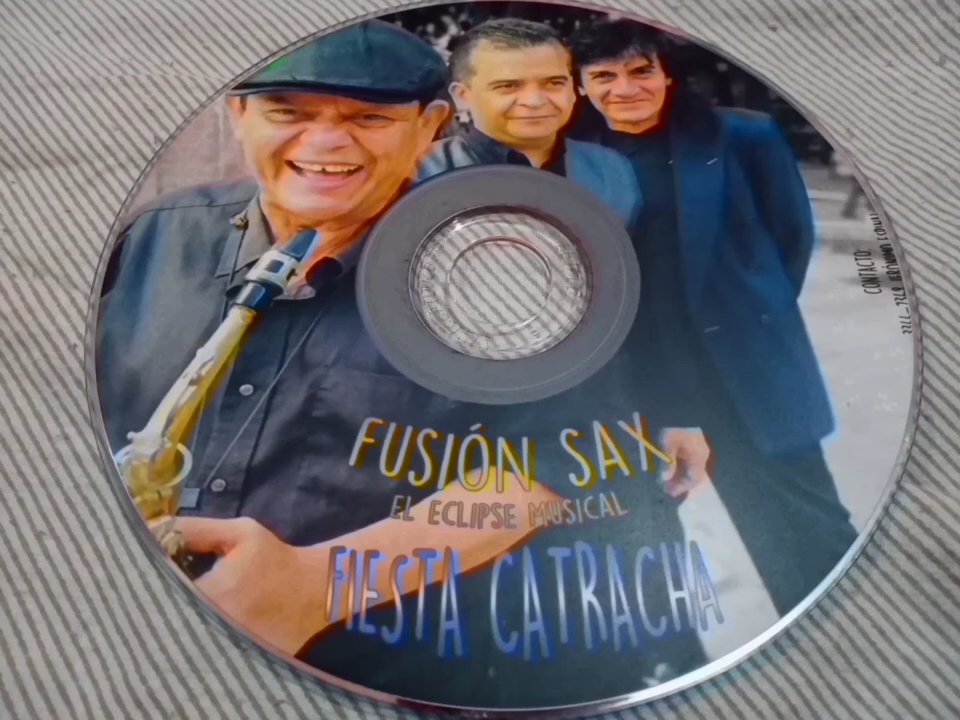 CONTACTO:
FUSIÓN SAX
EL ECLIPSE MUSICAL
FIESTA CATRACHA